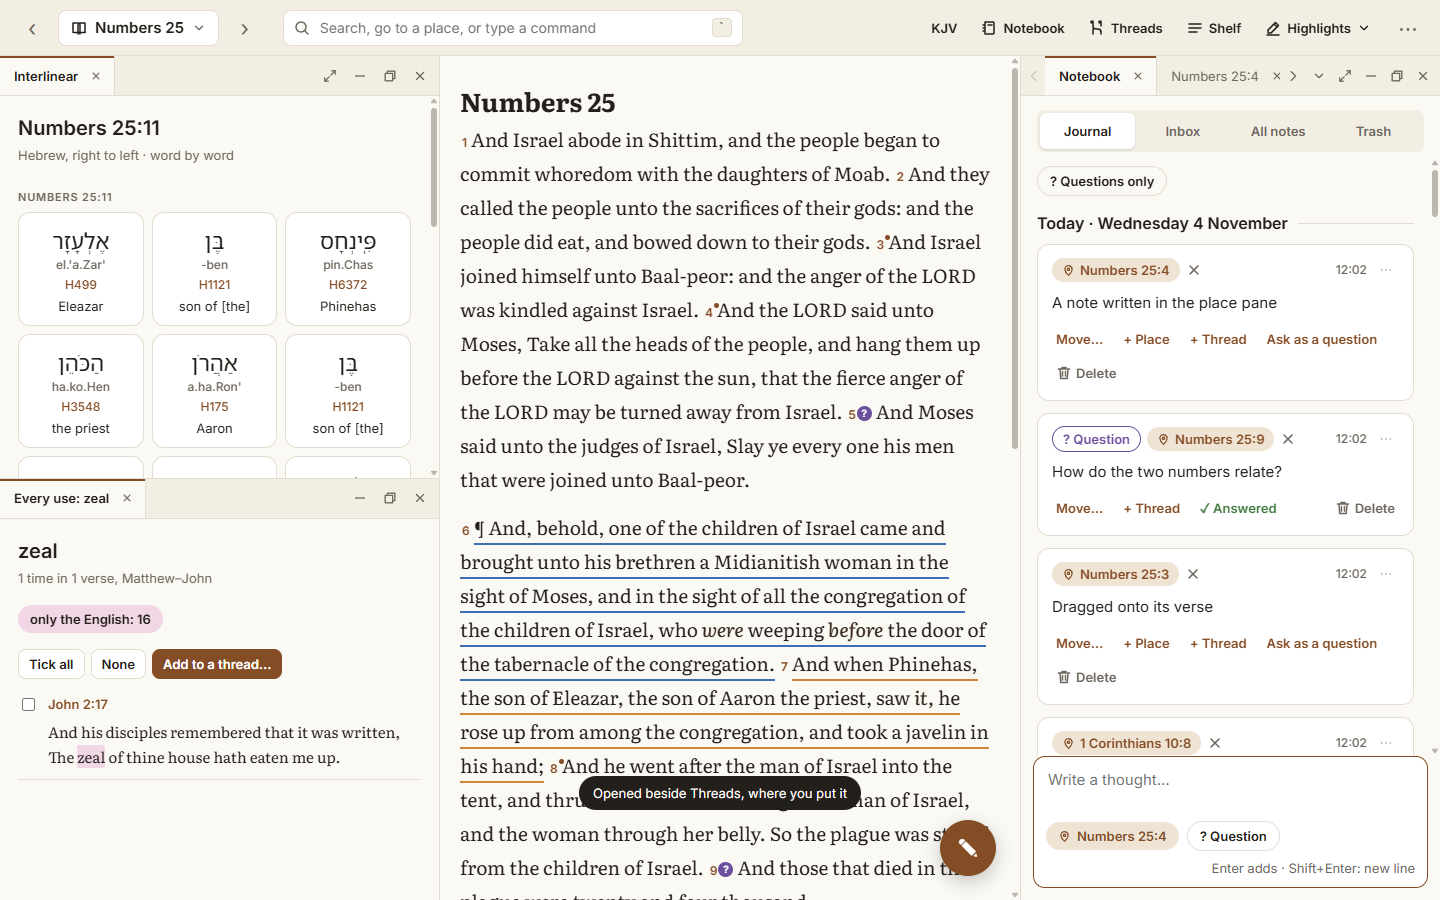 Numbers 25
Search, go to a place, or type a command
`
KJV
Notebook
Threads
Shelf
Highlights
Interlinear
Numbers 25:11
Hebrew, right to left · word by word
NUMBERS 25:11
אֶלְעָזָר
בֶּן
פִּינְחָס
el.'a.Zar'
-ben
pin.Chas
H499
H1121
H6372
Eleazar
son of [the]
Phinehas
הַכֹּהֵן
אַהֲרֹן
בֶּן
ha.ko.Hen
a.ha.Ron'
-ben
H3548
H175
H1121
the priest
Aaron
son of [the]
Every use: zeal
zeal
1 time in 1 verse, Matthew–John
only the English: 16
Tick all
None
Add to a thread...
John 2:17
And his disciples remembered that it was written,
The zeal of thine house hath eaten me up.
Numbers 25
1 And Israel abode in Shittim, and the people began to
commit whoredom with the daughters of Moab. 2 And they
called the people unto the sacrifices of their gods: and the
people did eat, and bowed down to their gods. 3 And Israel
joined himself unto Baal-peor: and the anger of the LORD
was kindled against Israel. 4 And the LORD said unto
Moses, Take all the heads of the people, and hang them up
before the LORD against the sun, that the fierce anger of
the LORD may be turned away from Israel. 5 ? And Moses
said unto the judges of Israel, Slay ye every one his men
that were joined unto Baal-peor.
6 ¶ And, behold, one of the children of Israel came and
brought unto his brethren a Midianitish woman in the
sight of Moses, and in the sight of all the congregation of
the children of Israel, who were weeping before the door of
the tabernacle of the congregation. 7 And when Phinehas,
the son of Eleazar, the son of Aaron the priest, saw it, he
rose up from among the congregation, and took a javelin in
his hand; 8 And he went after the man of Israel into the
tent, and thru
man of Israel,
Opened beside Threads, where you put it
and the woman through her belly. So the plague was
from the children of Israel. 9 ? And those that died in
plague were twenty and four thousand.
Notebook
Numbers 25:4
Journal
Inbox
All notes
Trash
? Questions only
Today · Wednesday 4 November
Numbers 25:4
12:02
A note written in the place pane
Move...
+ Place
+ Thread
Ask as a question
Delete
? Question
Numbers 25:9
12:02
How do the two numbers relate?
Move...
+ Thread
✓ Answered
Delete
Numbers 25:3
12:02
Dragged onto its verse
Move...
+ Place
+ Thread
Ask as a question
Delete
1 Corinthians 10:8
12:02
Write a thought...
Numbers 25:4
? Question
Enter adds · Shift+Enter: new line